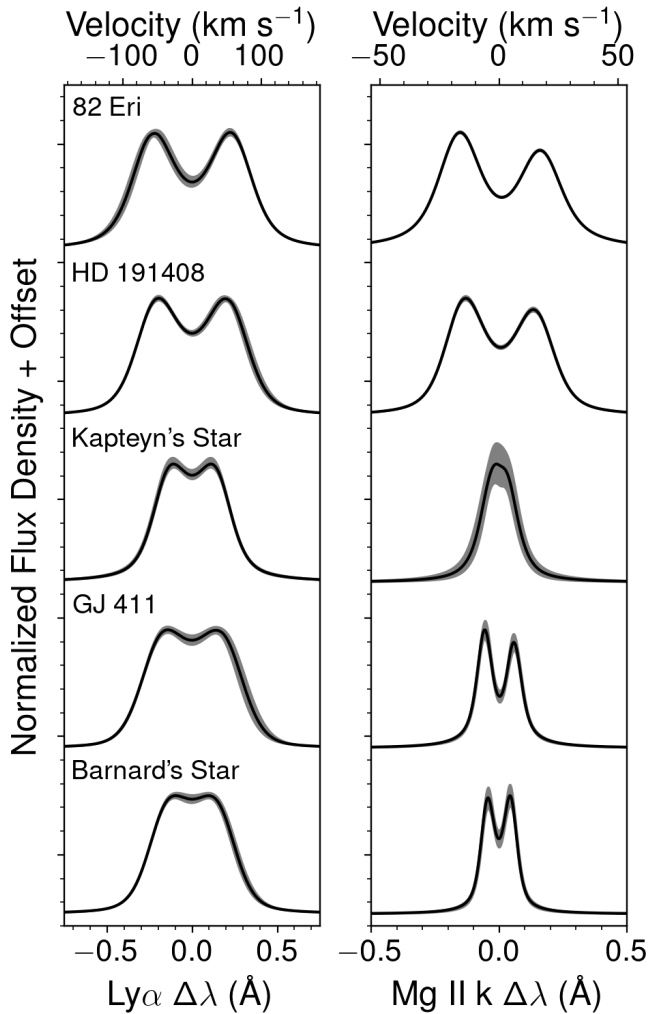 Velocity (km s⁻¹) Velocity (km s⁻¹)
−100 0 100 −50 0 50
82 Eri
HD 191408
Kapteyn's Star
GJ 411
Barnard's Star
Normalized Flux Density + Offset
−0.5 0.0 0.5 −0.5 0.0 0.5
Lyα Δλ (Å) Mg II k Δλ (Å)